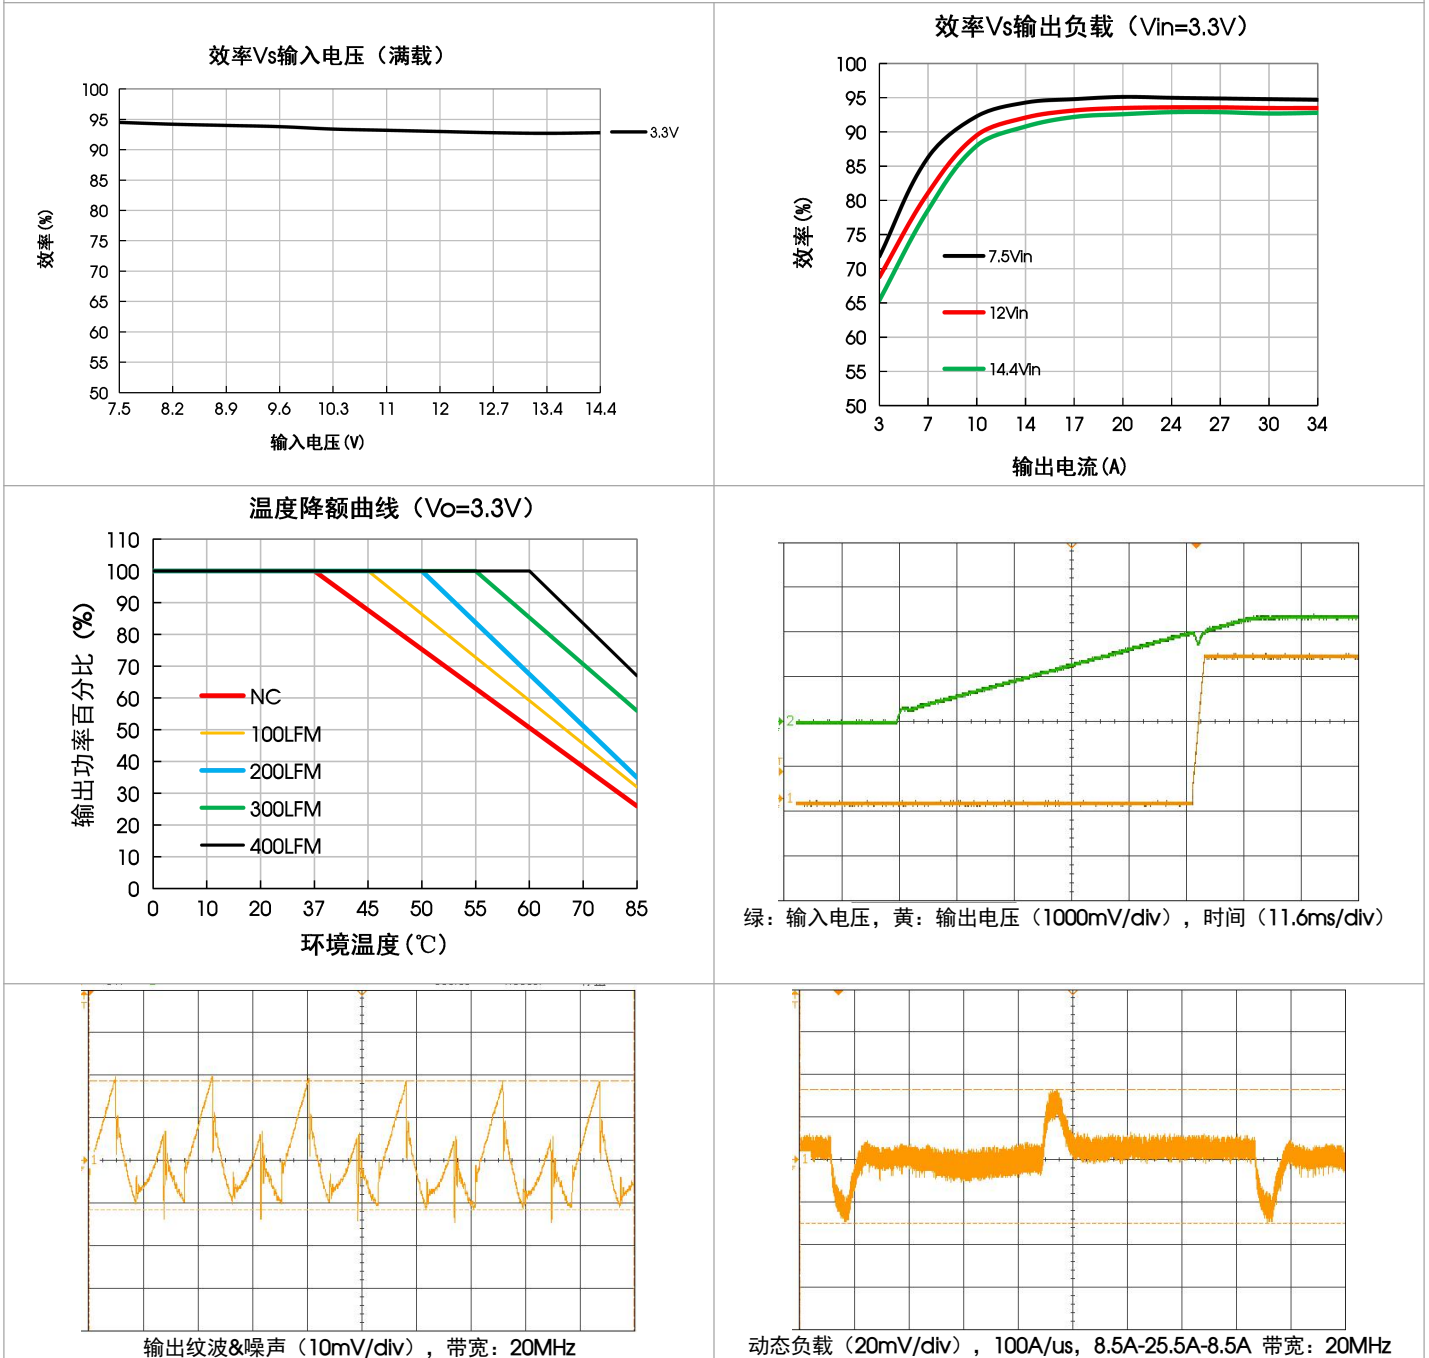 效率Vs输入电压（满载）
100
95
90
85
80
75
70
65
60
55
50
效率(%)
7.5 8.2 8.9 9.6 10.3 11 12 12.7 13.4 14.4
输入电压(V)
3.3V
效率Vs输出负载（Vin=3.3V）
100
95
90
85
80
75
70
65
60
55
50
效率(%)
7.5Vin
12Vin
14.4Vin
3 7 10 14 17 20 24 27 30 34
输出电流(A)
温度降额曲线（Vo=3.3V）
110
100
90
80
70
60
50
40
30
20
10
0
输出功率百分比 (%)
NC
100LFM
200LFM
300LFM
400LFM
0 10 20 37 45 50 55 60 70 85
环境温度(℃)
2
1
绿：输入电压，黄：输出电压（1000mV/div），时间（11.6ms/div）
1
输出纹波&噪声（10mV/div），带宽：20MHz
1
动态负载（20mV/div），100A/us，8.5A-25.5A-8.5A 带宽：20MHz